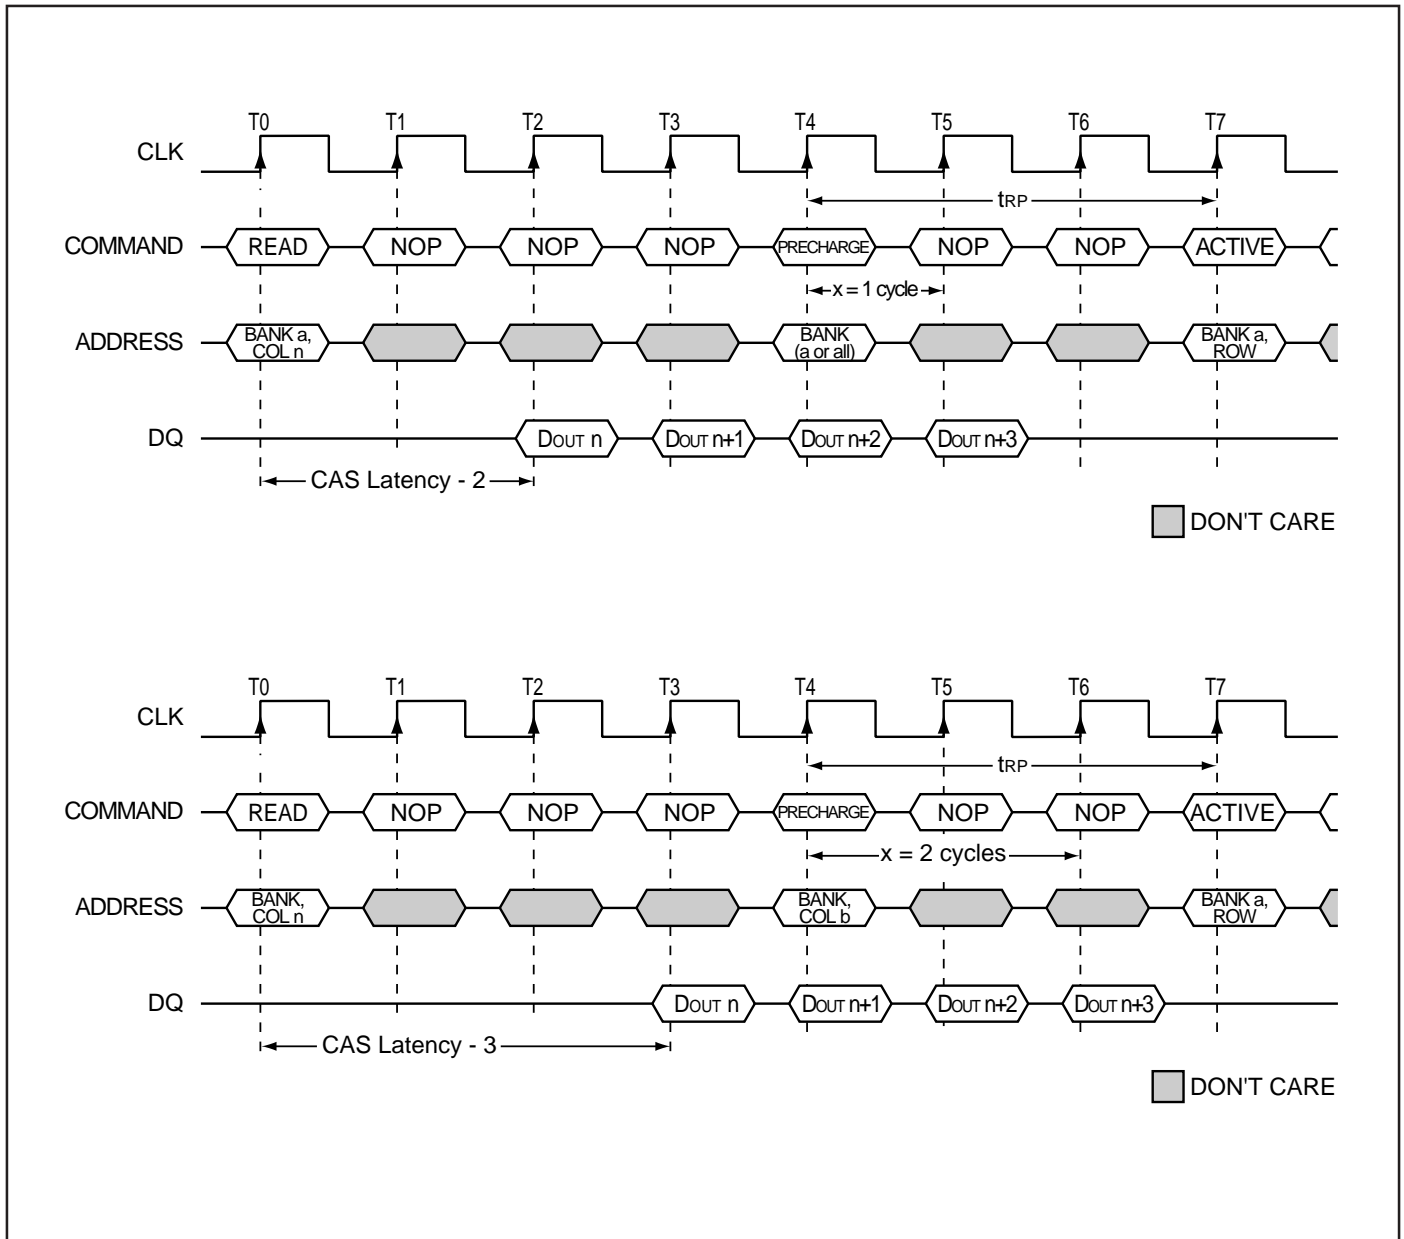 T0 T1 T2 T3 T4 T5 T6 T7
CLK
tRP
COMMAND READ NOP NOP NOP PRECHARGE NOP NOP ACTIVE
x = 1 cycle
ADDRESS BANK a, COL n BANK (a or all) BANK a, ROW
DQ DOUT n DOUT n+1 DOUT n+2 DOUT n+3
CAS Latency - 2
DON'T CARE
T0 T1 T2 T3 T4 T5 T6 T7
CLK
tRP
COMMAND READ NOP NOP NOP PRECHARGE NOP NOP ACTIVE
x = 2 cycles
ADDRESS BANK, COL n BANK, COL b BANK a, ROW
DQ DOUT n DOUT n+1 DOUT n+2 DOUT n+3
CAS Latency - 3
DON'T CARE